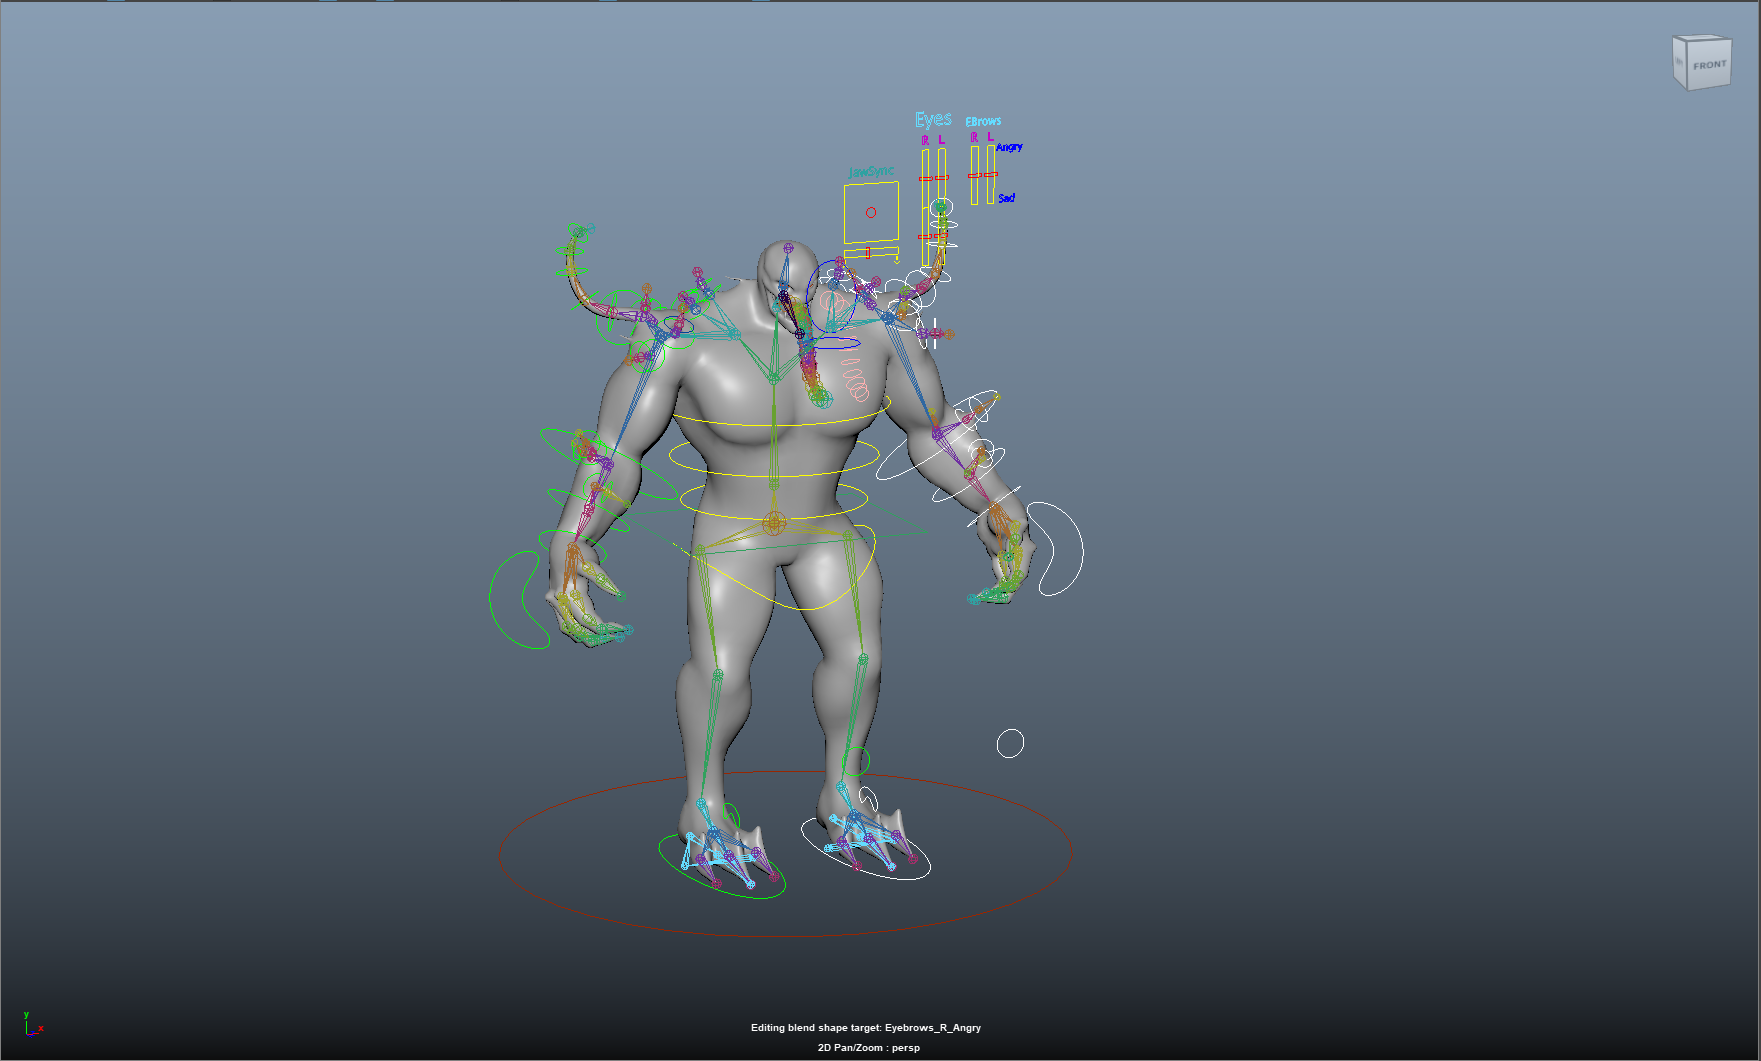 FRONT
Eyes
EBrows
R L
R L
Angry
JawSync
Sad
y
x
Editing blend shape target: Eyebrows_R_Angry
2D Pan/Zoom : persp